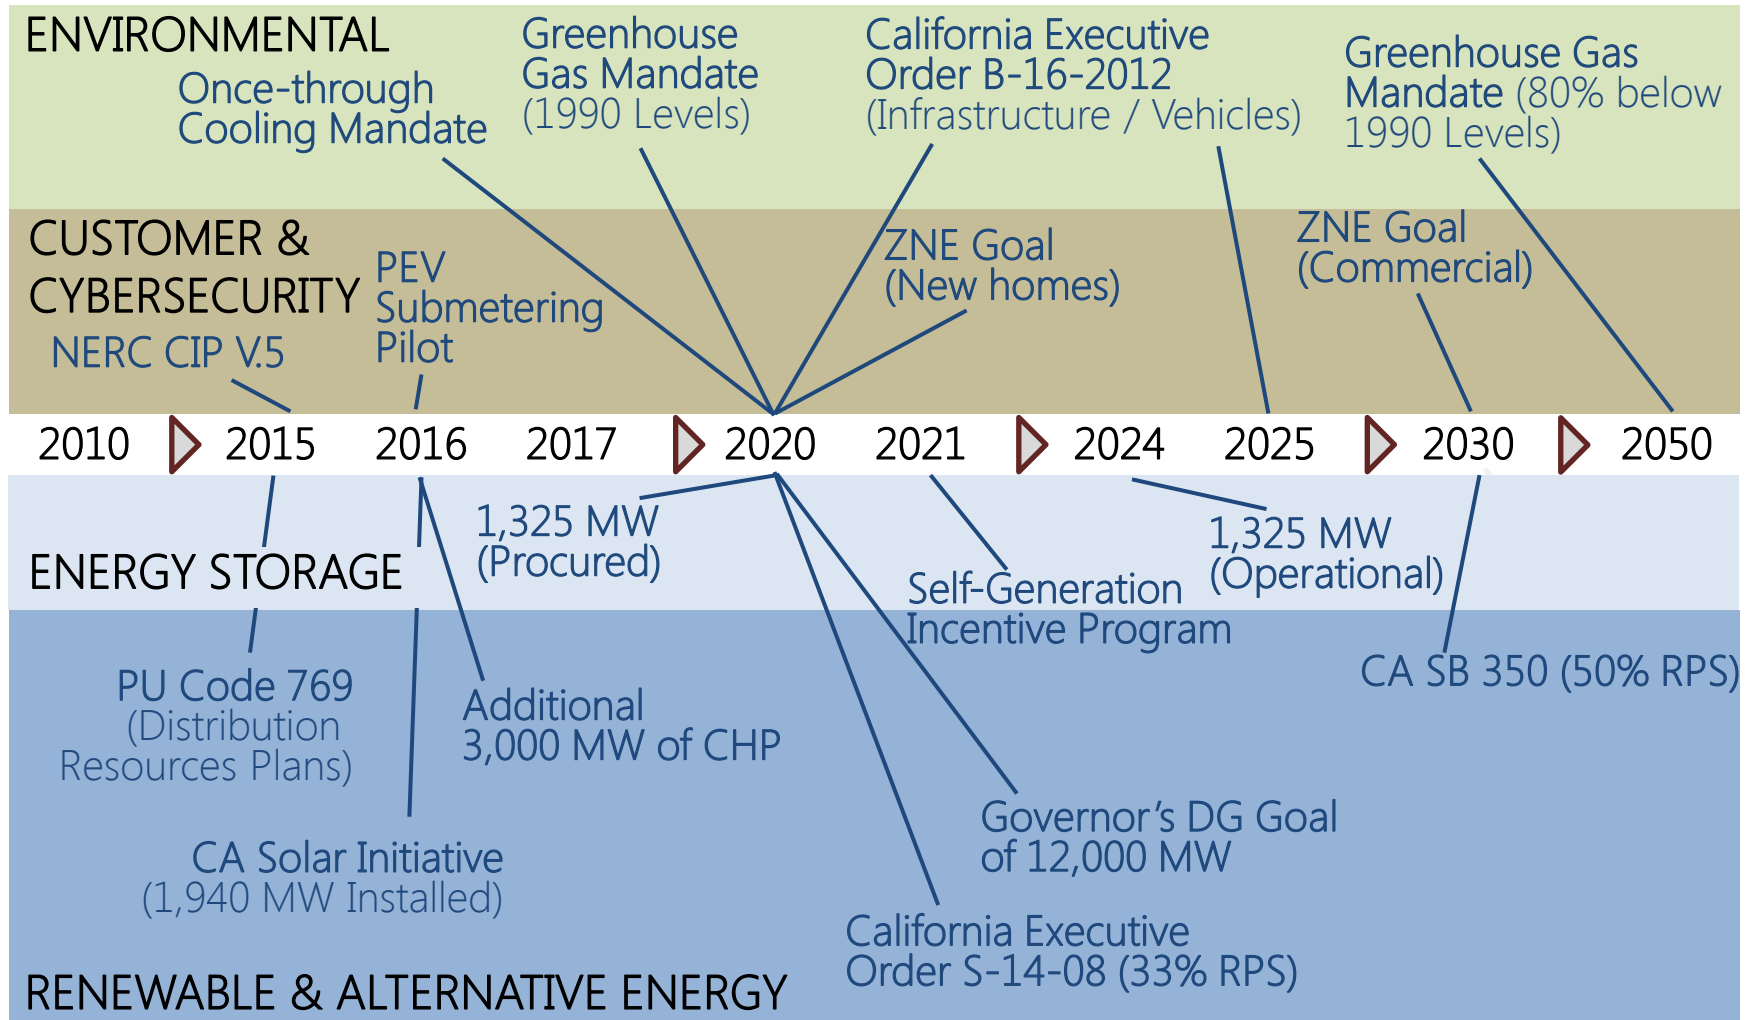 ENVIRONMENTAL
Once-through
Cooling Mandate
Greenhouse
Gas Mandate
(1990 Levels)
California Executive
Order B-16-2012
(Infrastructure / Vehicles)
Greenhouse Gas
Mandate (80% below
1990 Levels)
CUSTOMER &
CYBERSECURITY
NERC CIP V.5
PEV
Submetering
Pilot
ZNE Goal
(New homes)
ZNE Goal
(Commercial)
2010 2015 2016 2017 2020 2021 2024 2025 2030 2050
ENERGY STORAGE
1,325 MW
(Procured)
Self-Generation
Incentive Program
1,325 MW
(Operational)
PU Code 769
(Distribution
Resources Plans)
Additional
3,000 MW of CHP
CA SB 350 (50% RPS)
CA Solar Initiative
(1,940 MW Installed)
Governor's DG Goal
of 12,000 MW
California Executive
Order S-14-08 (33% RPS)
RENEWABLE & ALTERNATIVE ENERGY